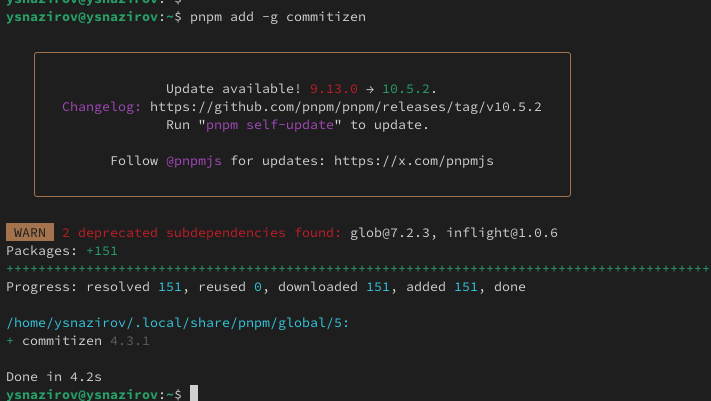 ysnazirov@ysnazirov:~$
ysnazirov@ysnazirov:~$ pnpm add -g commitizen
Update available! 9.13.0 → 10.5.2.
Changelog: https://github.com/pnpm/pnpm/releases/tag/v10.5.2
Run "pnpm self-update" to update.
Follow @pnpmjs for updates: https://x.com/pnpmjs
WARN 2 deprecated subdependencies found: glob@7.2.3, inflight@1.0.6
Packages: +151
++++++++++++++++++++++++++++++++++++++++++++++++++++++++++++++++++++++++++++++++++++++++
Progress: resolved 151, reused 0, downloaded 151, added 151, done
/home/ysnazirov/.local/share/pnpm/global/5:
+ commitizen 4.3.1
Done in 4.2s
ysnazirov@ysnazirov:~$